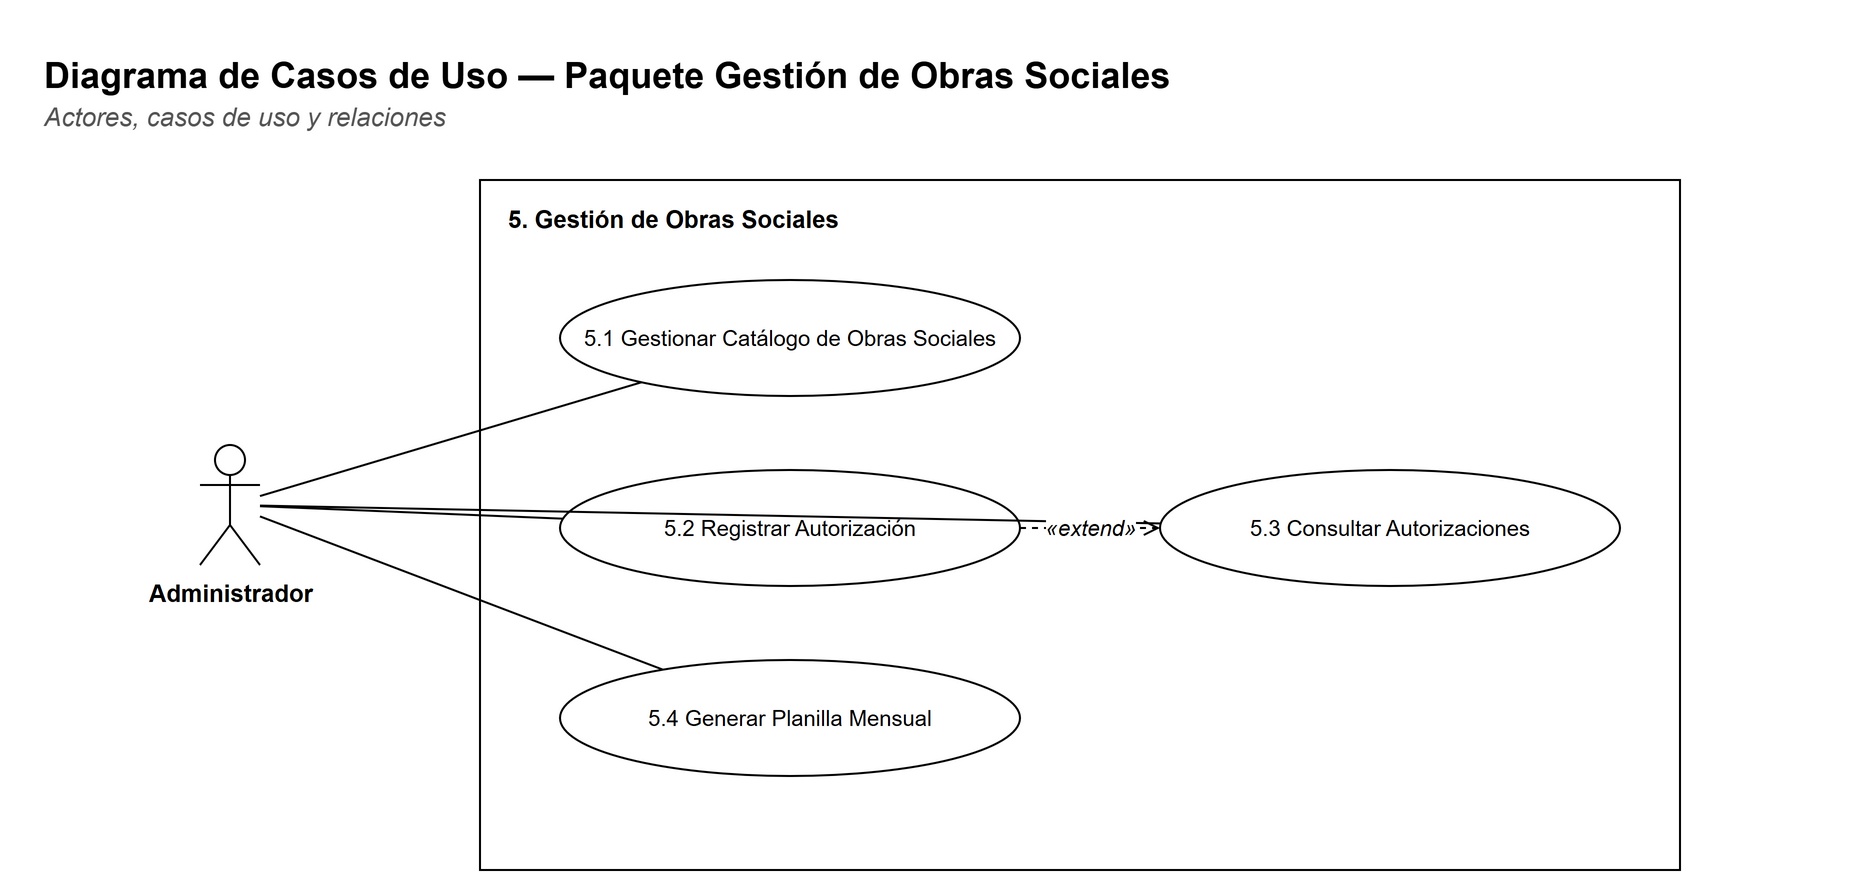 Diagrama de Casos de Uso — Paquete Gestión de Obras Sociales
Actores, casos de uso y relaciones
5. Gestión de Obras Sociales
5.1 Gestionar Catálogo de Obras Sociales
5.2 Registrar Autorización
«extend»
5.3 Consultar Autorizaciones
Administrador
5.4 Generar Planilla Mensual